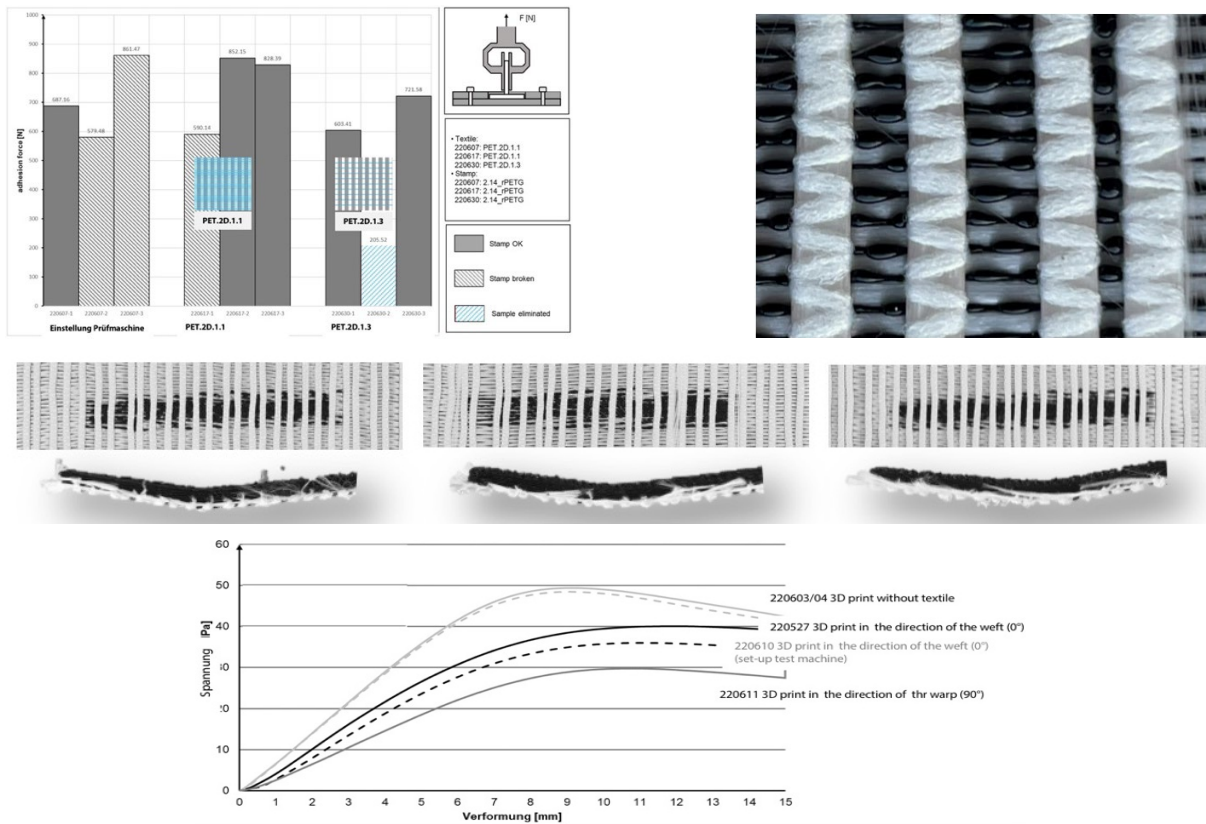 1000
900
800
700
600
500
400
300
200
100
0
adhesion force [N]
861.47
852.15
828.39
721.58
603.41
590.14
205.52
220607-1 220607-2 220607-3 220617-1 220617-2 220617-3 220630-1 220630-2 220630-3
Einstellung Prüfmaschine PET.2D.1.1 PET.2D.1.3
PET.2D.1.1
PET.2D.1.3
F [N]
• Textile:
220607: PET.2D.1.1
220617: PET.2D.1.1
220630: PET.2D.1.3
• Stamp:
220607: 2.14_rPETG
220617: 2.14_rPETG
220630: 2.14_rPETG
Stamp OK
Stamp broken
Sample eliminated
60
50
40
30
20
10
0
Spannung [Pa]
220603/04 3D print without textile
220527 3D print in the direction of the weft (0°)
220610 3D print in the direction of the weft (0°)
(set-up test machine)
220611 3D print in the direction of thr warp (90°)
0 1 2 3 4 5 6 7 8 9 10 11 12 13 14 15
Verformung [mm]